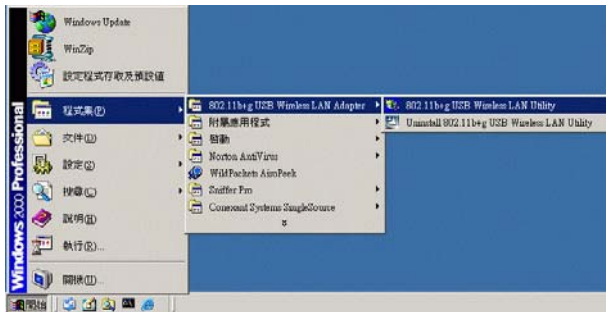 Windows Update
WinZip
設定程式存取及預設値
程式集(P)
文件(D)
設定(S)
搜尋(C)
說明(H)
執行(R)...
關機(U)...
Windows 2000 Professional
開始
802.11b+g USB Wireless LAN Adapter
附屬應用程式
啓動
Norton AntiVirus
WildPackets AiroPeek
Sniffer Pro
Conexant Systems SingleSource
802.11b+g USB Wireless LAN Utility
Uninstall 802.11b+g USB Wireless LAN Utility